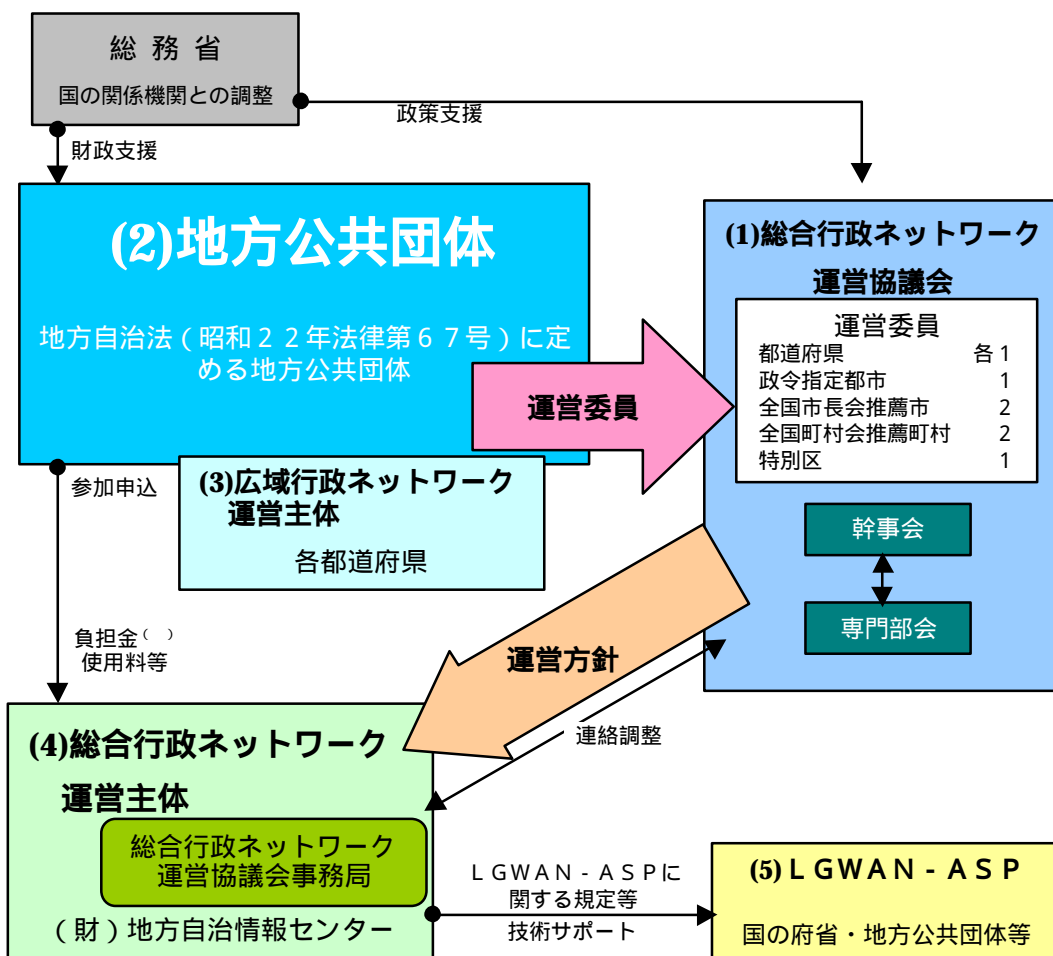 総 務 省
国の関係機関との調整
政策支援
財政支援
(2)地方公共団体
地方自治法（昭和２２年法律第６７号）に定
める地方公共団体
(1)総合行政ネットワーク
運営協議会
運営委員
都道府県 各１
政令指定都市 １
全国市長会推薦市 ２
全国町村会推薦町村 ２
特別区 １
運営委員
幹事会
専門部会
参加申込
(3)広域行政ネットワーク
運営主体
各都道府県
負担金（ ）
使用料等
運営方針
連絡調整
(4)総合行政ネットワーク
運営主体
総合行政ネットワーク
運営協議会事務局
（財）地方自治情報センター
ＬＧＷＡＮ‐ＡＳＰに
関する規定等
技術サポート
(5)ＬＧＷＡＮ‐ＡＳＰ
国の府省・地方公共団体等